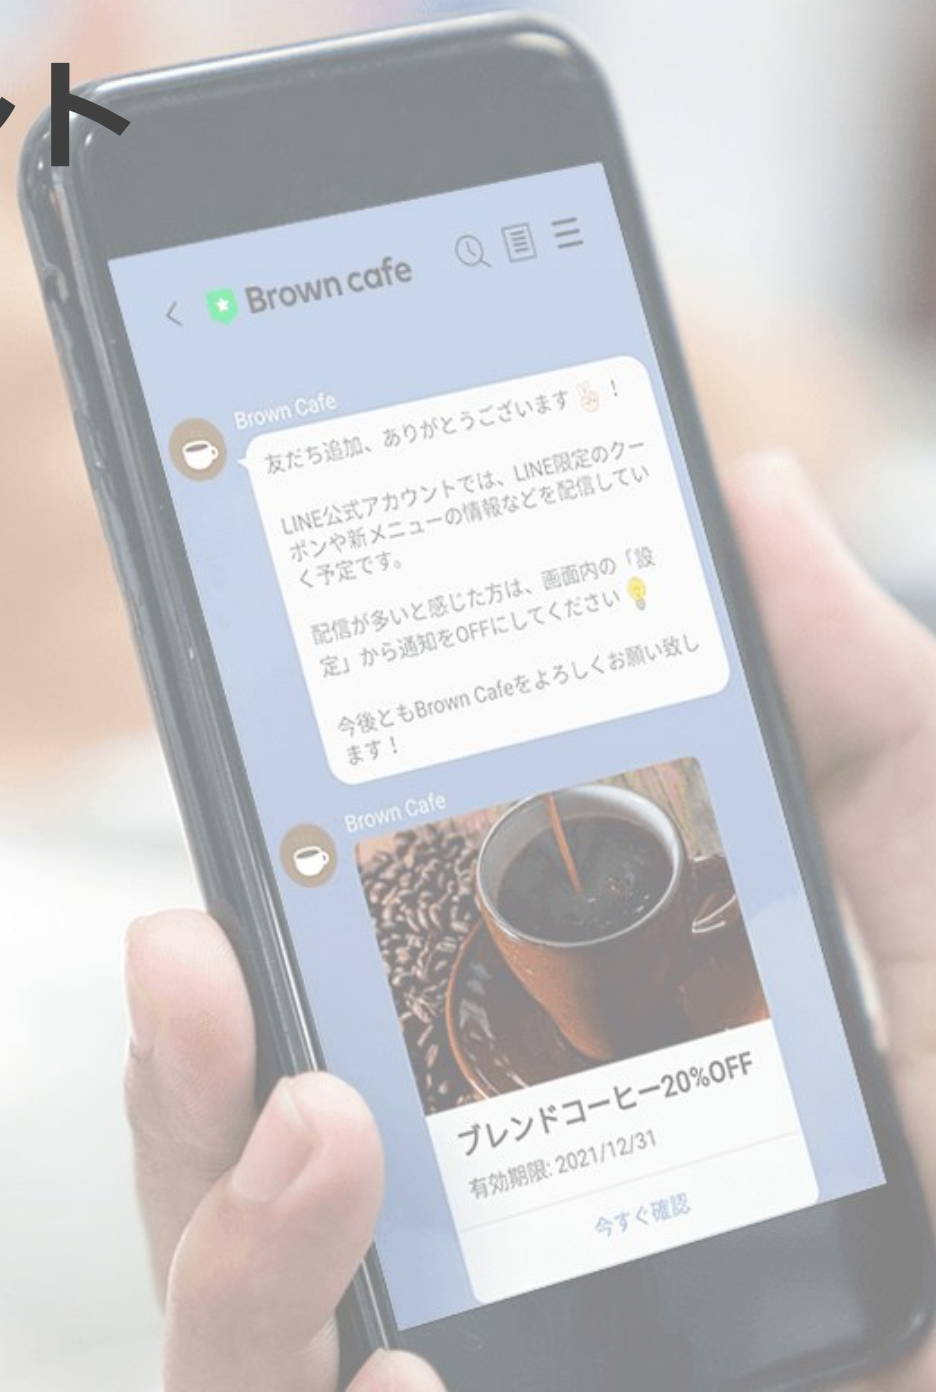 ント
Brown cafe
Brown Cafe
友だち追加、ありがとうございます✌🏻！
LINE公式アカウントでは、LINE限定のクー
ポンや新メニューの情報などを配信してい
く予定です。
配信が多いと感じた方は、画面内の「設
定」から通知をOFFにしてください💡
今後ともBrown Cafeをよろしくお願い致し
ます！
Brown Cafe
ブレンドコーヒー20%OFF
有効期限: 2021/12/31
今すぐ確認